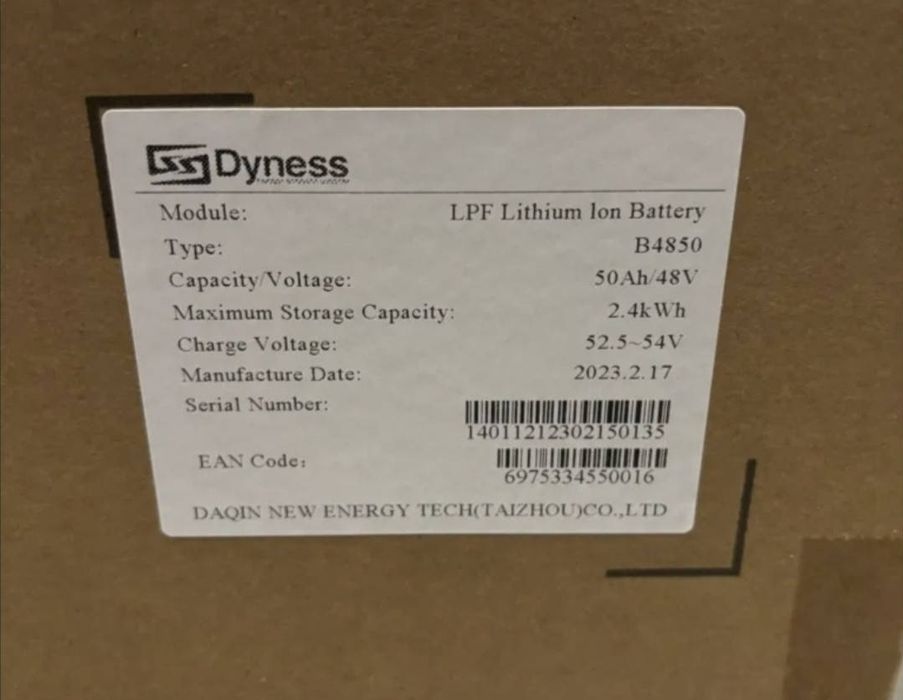 Dyness
Module: LPF Lithium Ion Battery
Type: B4850
Capacity/Voltage: 50Ah/48V
Maximum Storage Capacity: 2.4kWh
Charge Voltage: 52.5~54V
Manufacture Date: 2023.2.17
Serial Number:
14011212302150135
EAN Code:
6975334550016
DAQIN NEW ENERGY TECH(TAIZHOU)CO.,LTD